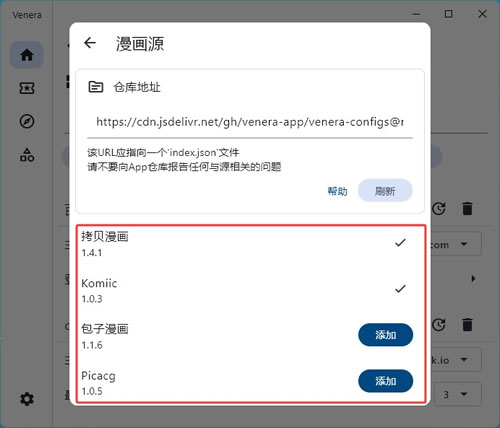 Venera
漫画源
仓库地址
https://cdn.jsdelivr.net/gh/venera-app/venera-configs@r
该URL应指向一个'index.json'文件
请不要向App仓库报告任何与源相关的问题
帮助
刷新
拷贝漫画
1.4.1
com
Komiic
1.0.3
包子漫画
1.1.6
添加
k.io
Picacg
1.0.5
添加
3